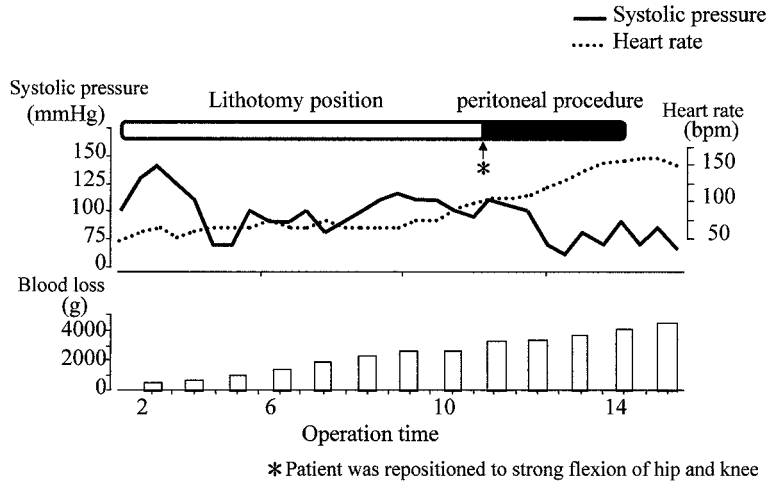 Systolic pressure
Heart rate
Systolic pressure
(mmHg)
Lithotomy position
peritoneal procedure
Heart rate
(bpm)
150
125
100
75
0
*
150
100
50
Blood loss
(g)
4000
2000
0
2 6 10 14
Operation time
*Patient was repositioned to strong flexion of hip and knee